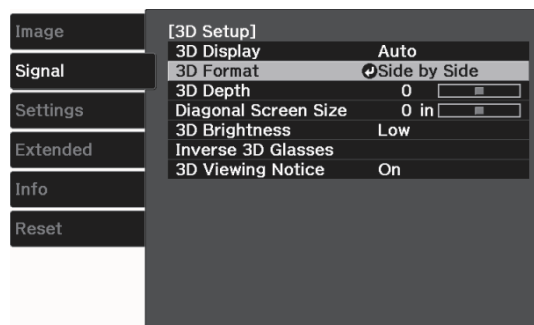 Image
Signal
Settings
Extended
Info
Reset
[3D Setup]
3D Display Auto
3D Format Side by Side
3D Depth 0
Diagonal Screen Size 0 in
3D Brightness Low
Inverse 3D Glasses
3D Viewing Notice On